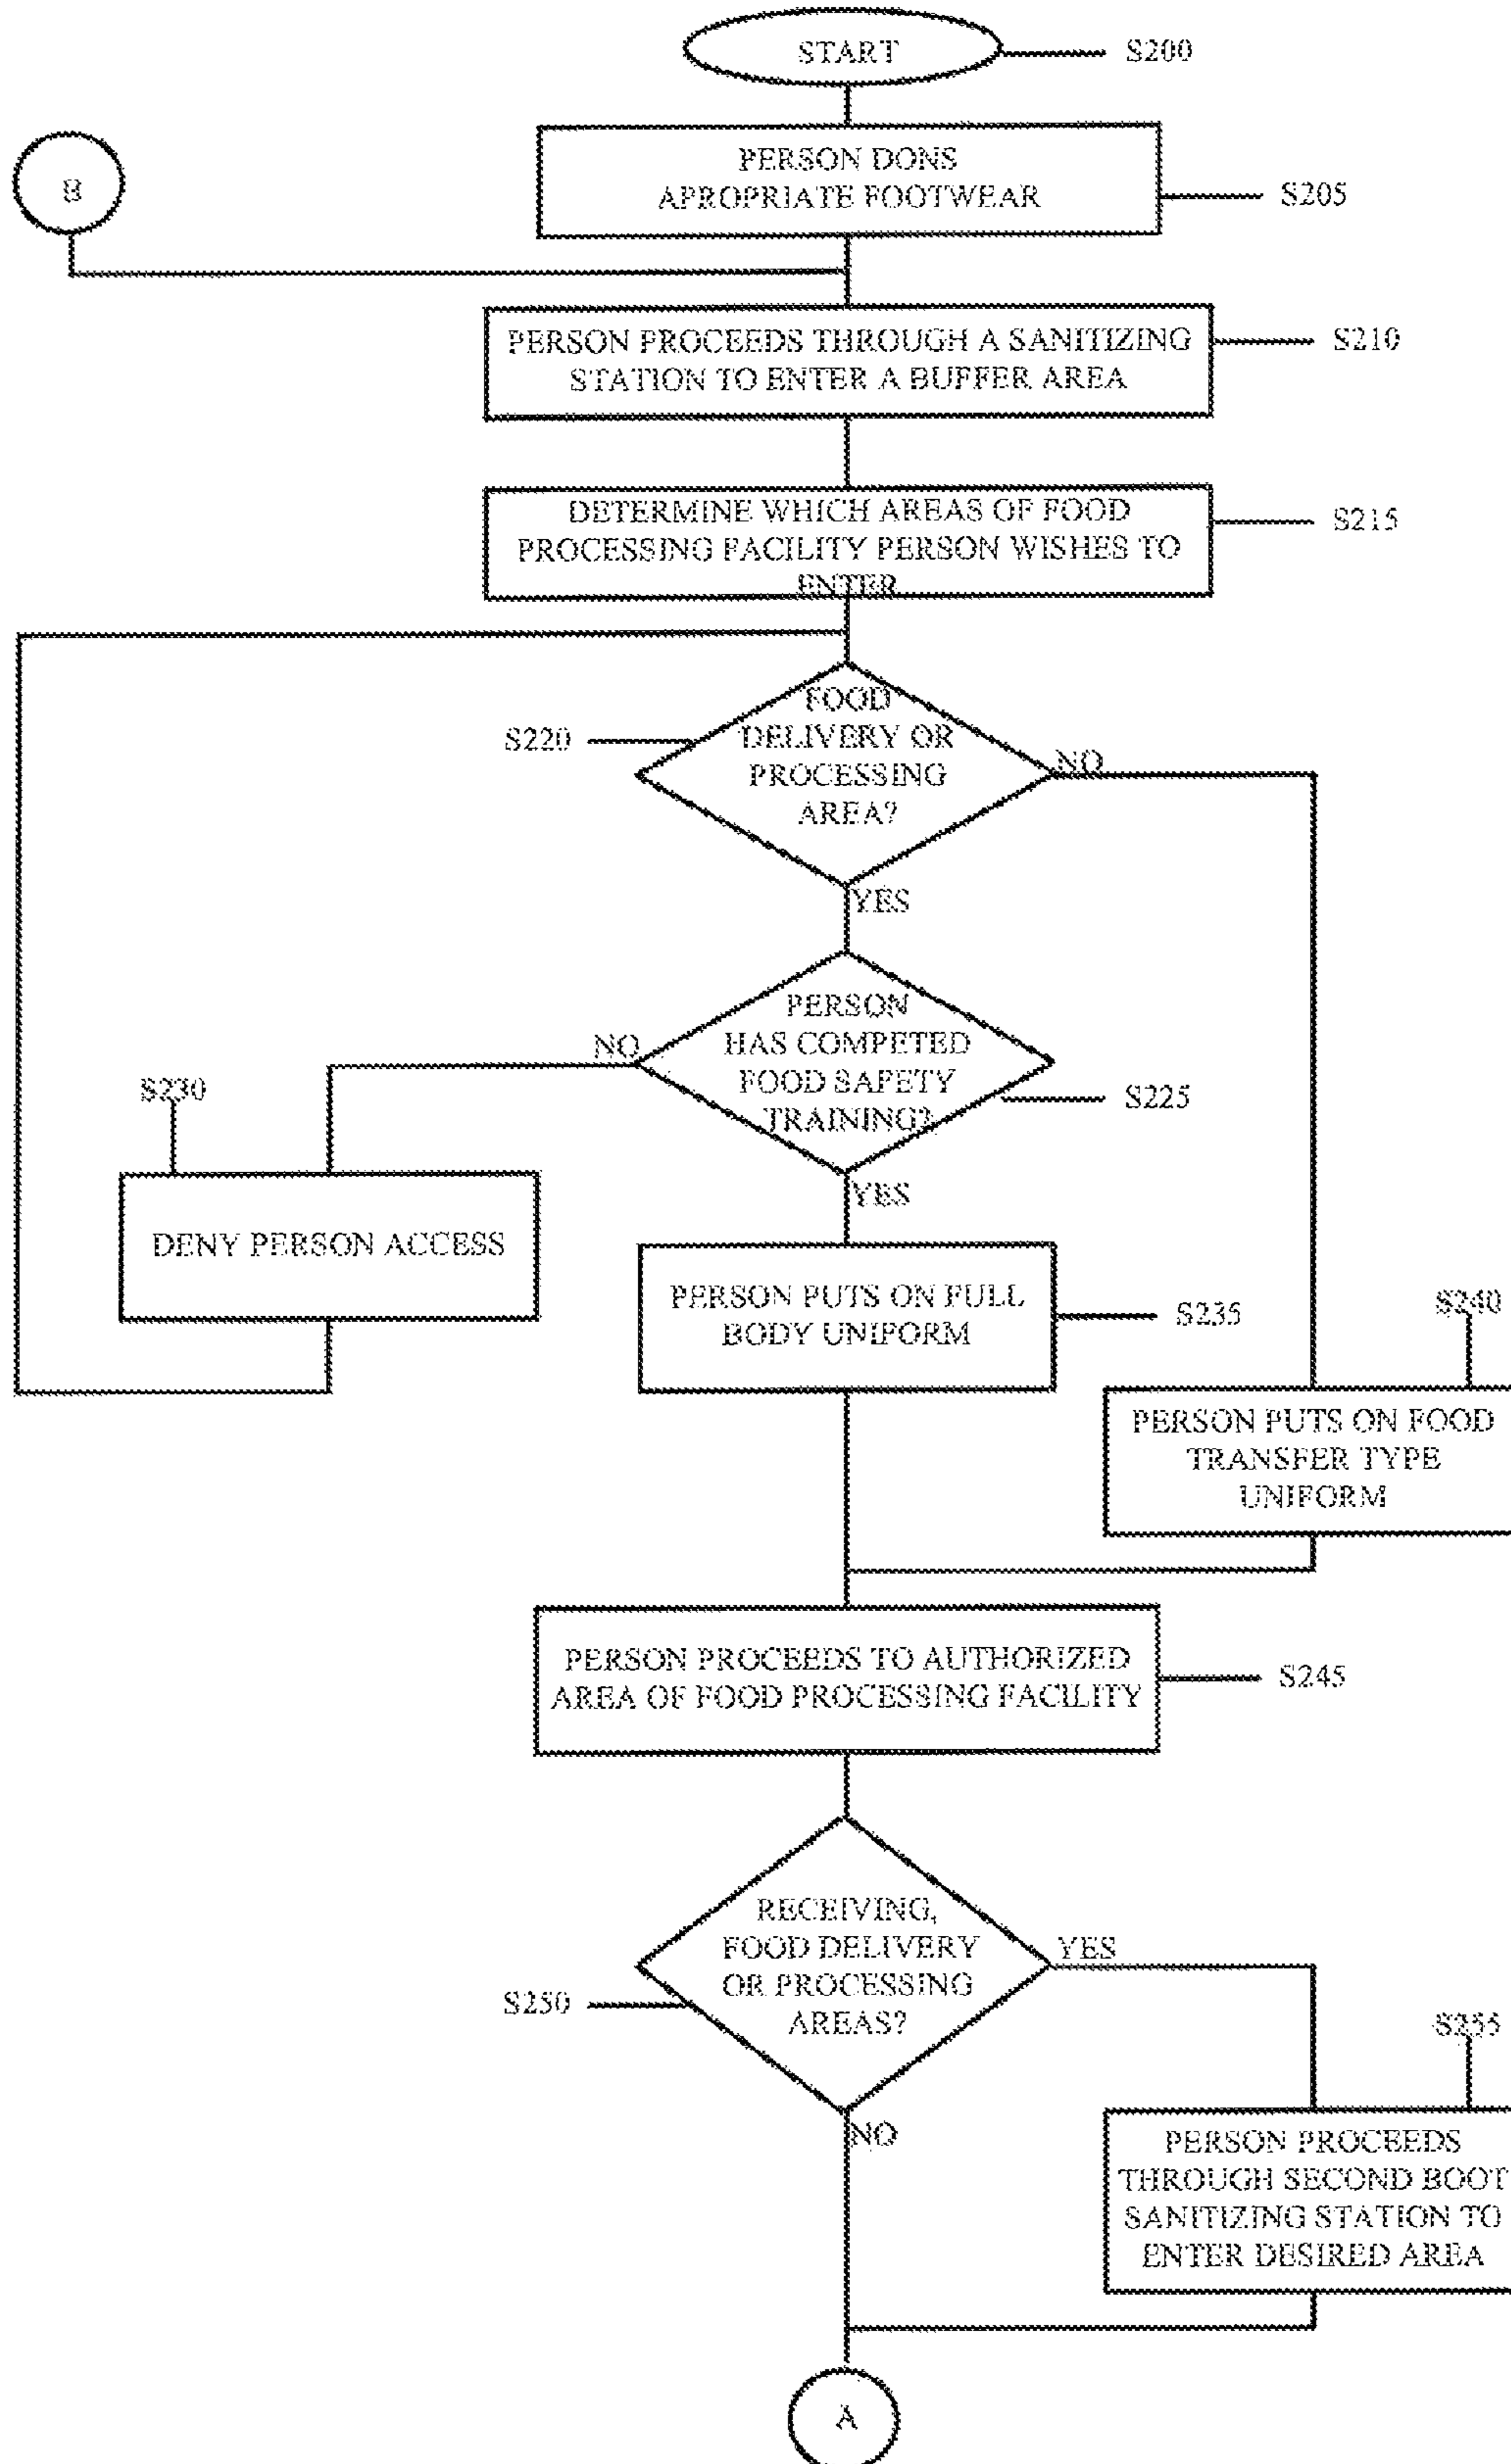 START
S200
B
PERSON DONS
APROPRIATE FOOTWEAR
S205
PERSON PROCEEDS THROUGH A SANITIZING
STATION TO ENTER A BUFFER AREA
S210
DETERMINE WHICH AREAS OF FOOD
PROCESSING FACILITY PERSON WISHES TO
ENTER
S215
FOOD
DELIVERY OR
PROCESSING
AREA?
S220
NO
YES
PERSON
HAS COMPETED
FOOD SAFETY
TRAINING?
NO
S225
S230
YES
DENY PERSON ACCESS
PERSON PUTS ON FULL
BODY UNIFORM
S235
S240
PERSON PUTS ON FOOD
TRANSFER TYPE
UNIFORM
PERSON PROCEEDS TO AUTHORIZED
AREA OF FOOD PROCESSING FACILITY
S245
RECEIVING,
FOOD DELIVERY
OR PROCESSING
AREAS?
YES
S250
S255
NO
PERSON PROCEEDS
THROUGH SECOND BOOT
SANITIZING STATION TO
ENTER DESIRED AREA
A